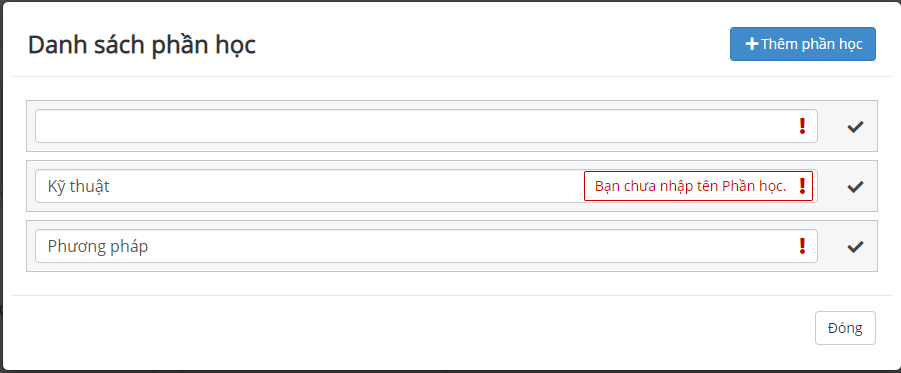 Danh sách phần học
Thêm phần học
Kỹ thuật
Bạn chưa nhập tên Phần học.
Phương pháp
Đóng